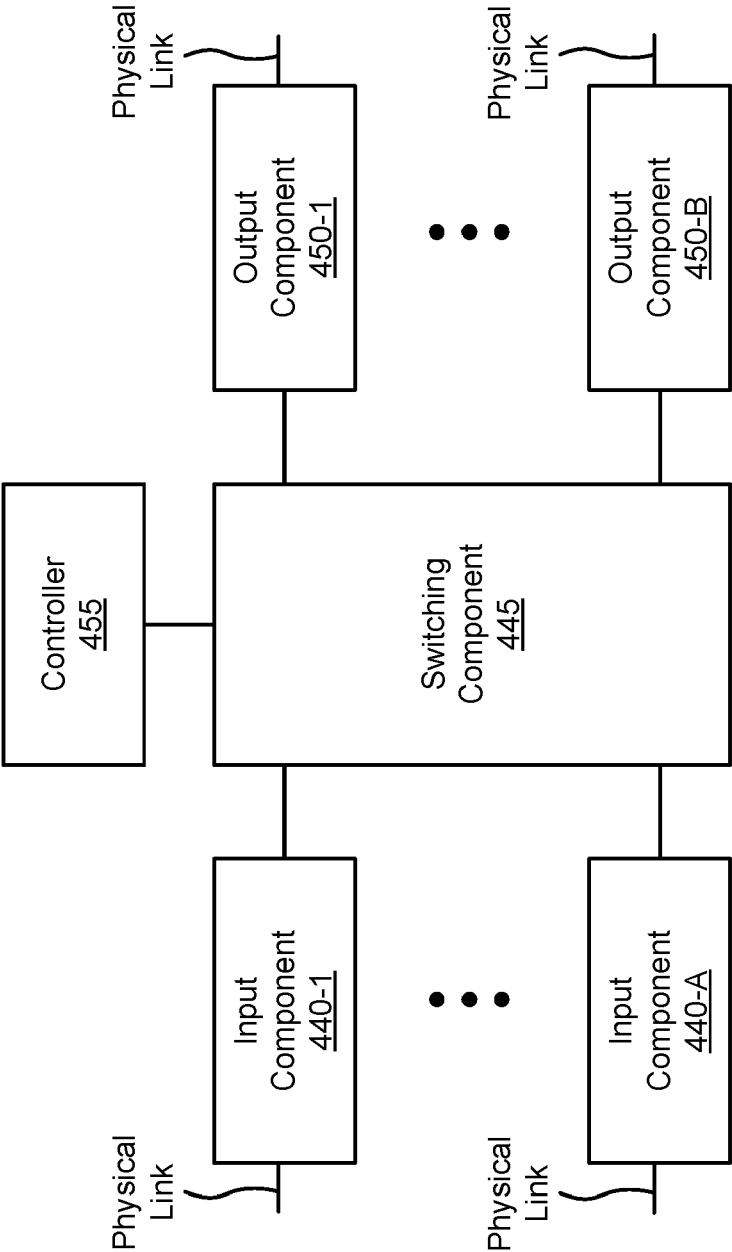 Controller
455
Physical
Link
Input
Component
440-1
Switching
Component
445
Output
Component
450-1
Physical
Link
Physical
Link
Input
Component
440-A
Output
Component
450-B
Physical
Link